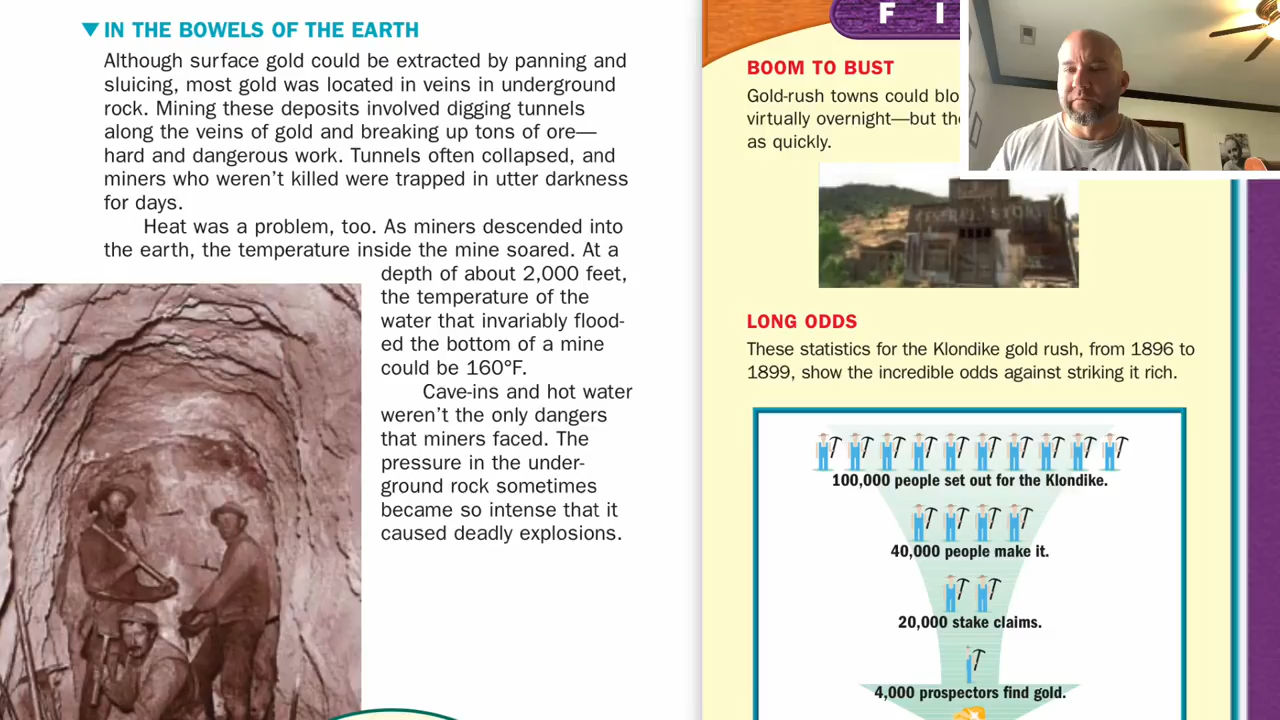 IN THE BOWELS OF THE EARTH
Although surface gold could be extracted by panning and
sluicing, most gold was located in veins in underground
rock. Mining these deposits involved digging tunnels
along the veins of gold and breaking up tons of ore—
hard and dangerous work. Tunnels often collapsed, and
miners who weren't killed were trapped in utter darkness
for days.
Heat was a problem, too. As miners descended into
the earth, the temperature inside the mine soared. At a
depth of about 2,000 feet,
the temperature of the
water that invariably flood-
ed the bottom of a mine
could be 160°F.
Cave-ins and hot water
weren't the only dangers
that miners faced. The
pressure in the under-
ground rock sometimes
became so intense that it
caused deadly explosions.
F I
BOOM TO BUST
Gold-rush towns could
virtually overnight—but
as quickly.
LONG ODDS
These statistics for the Klondike gold rush, from 1896 to
1899, show the incredible odds against striking it rich.
100,000 people set out for the Klondike.
40,000 people make it.
20,000 stake claims.
4,000 prospectors find gold.